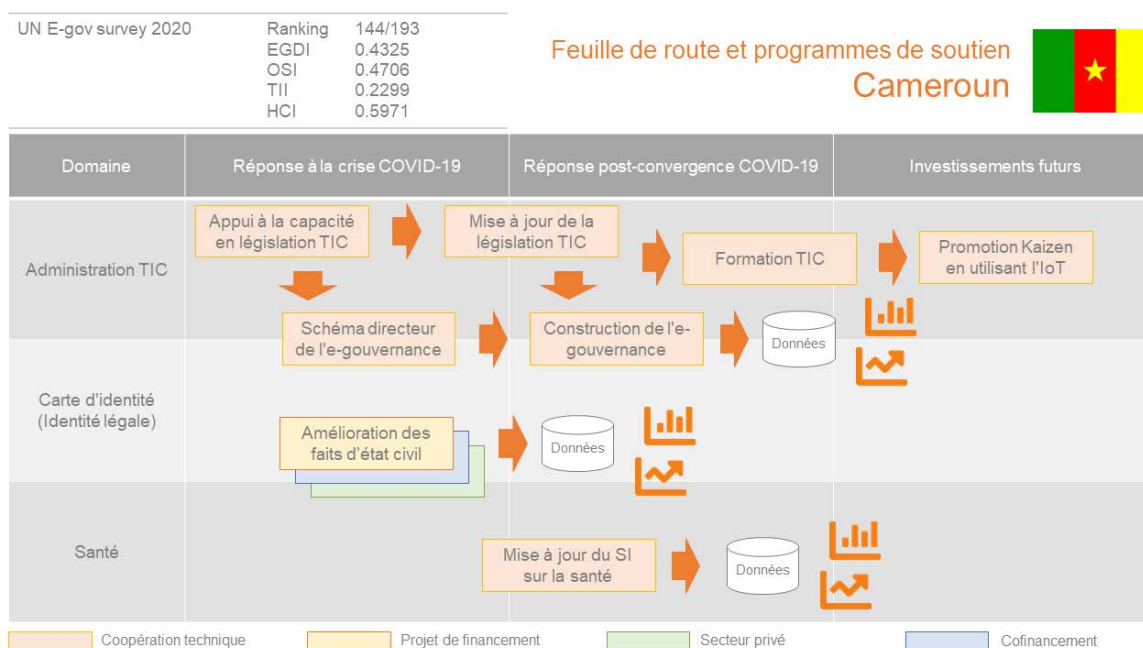 UN E-gov survey 2020
Ranking 144/193
EGDI 0.4325
OSI 0.4706
TII 0.2299
HCI 0.5971
Feuille de route et programmes de soutien
Cameroun
Domaine
Réponse à la crise COVID-19
Réponse post-convergence COVID-19
Investissements futurs
Administration TIC
Appui à la capacité
en législation TIC
Mise à jour de la
législation TIC
Formation TIC
Promotion Kaizen
en utilisant l'IoT
Schéma directeur
de l'e-gouvernance
Construction de l'e-
gouvernance
Données
Carte d'identité
(Identité légale)
Amélioration des
faits d'état civil
Données
Santé
Mise à jour du SI
sur la santé
Données
Coopération technique
Projet de financement
Secteur privé
Cofinancement